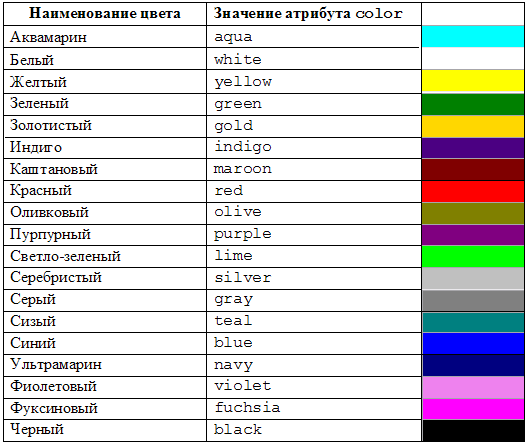 Наименование цвета Значение атрибута color
Аквамарин aqua
Белый white
Желтый yellow
Зеленый green
Золотистый gold
Индиго indigo
Каштановый maroon
Красный red
Оливковый olive
Пурпурный purple
Светло-зеленый lime
Серебристый silver
Серый gray
Сизый teal
Синий blue
Ультрамарин navy
Фиолетовый violet
Фуксиновый fuchsia
Черный black